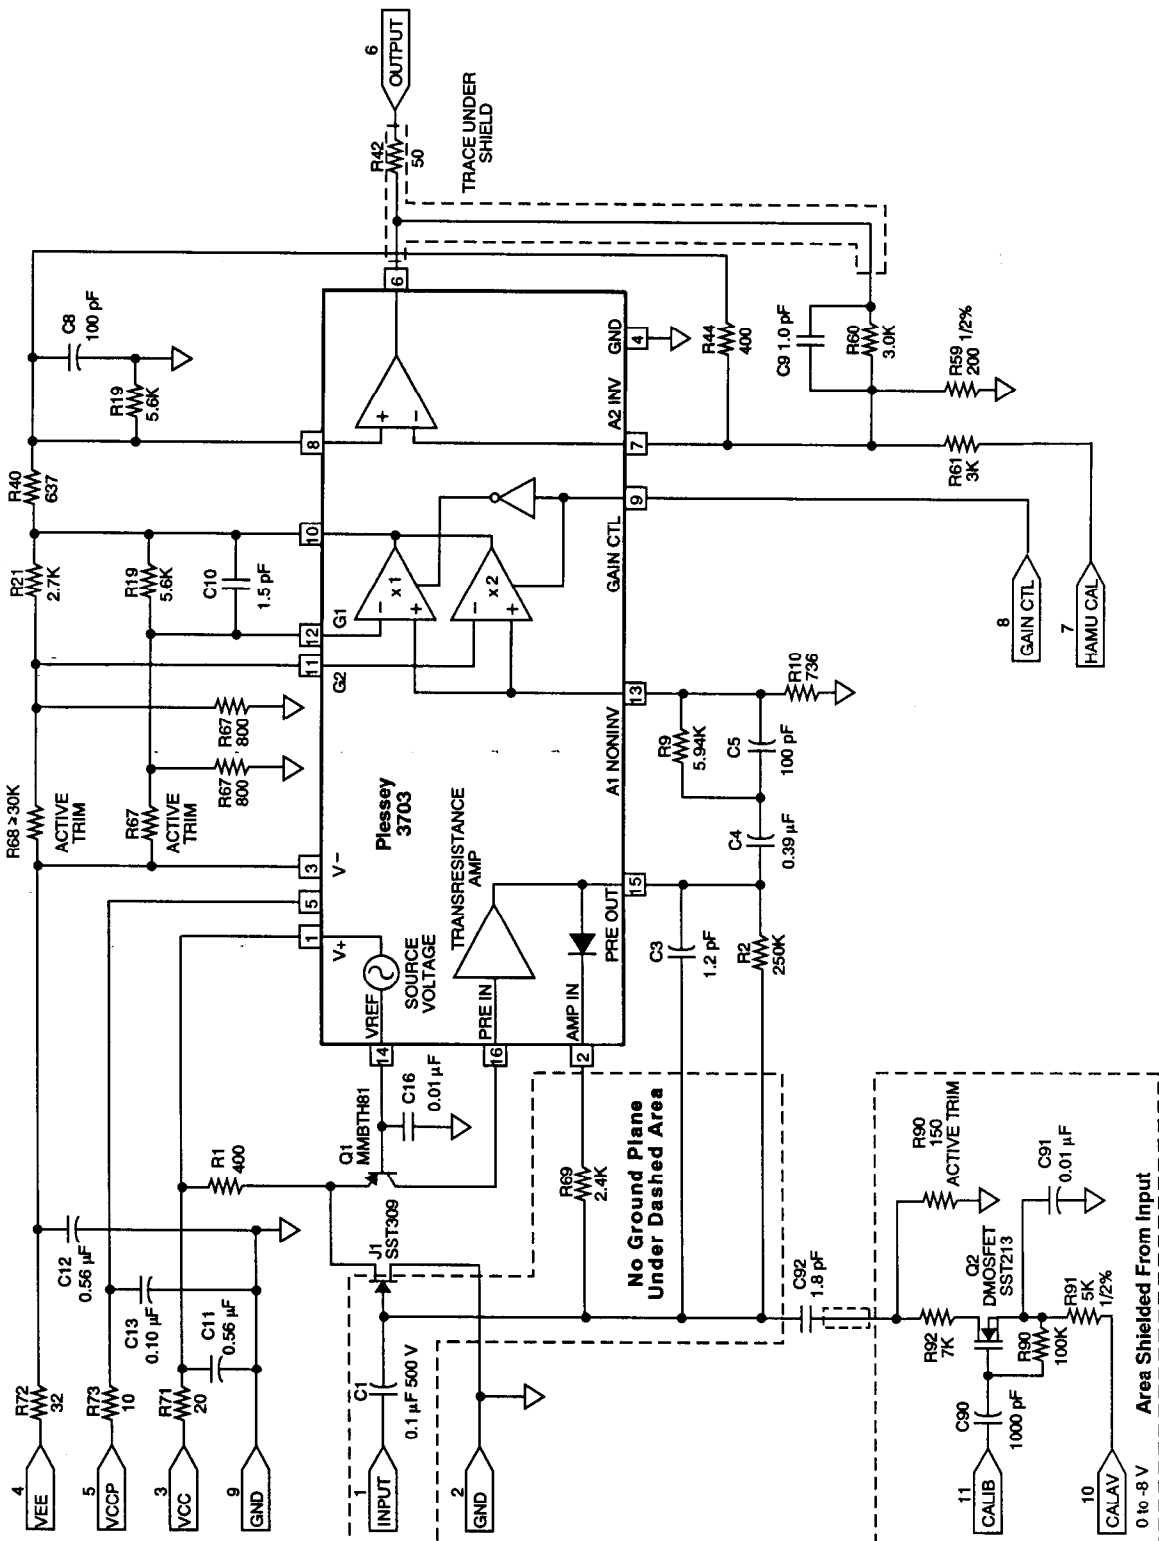 4
VEE
R72
32
5
VCCP
R73
10
3
VCC
R71
20
9
GND
C12
0.56 µF
C13
0.10 µF
C11
0.56 µF
R1
400
R68 ≥30K
ACTIVE
TRIM
R67
ACTIVE
TRIM
R67
800
R67
800
R21
2.7K
R19
5.6K
C10
1.5 pF
R40
637
R19
5.6K
C8
100 pF
1
INPUT
C1
0.1 µF 500 V
2
GND
J1
SST309
Q1
MMBTH81
C16
0.01 µF
14
VREF
SOURCE
VOLTAGE
1
V+
5
3
V-
11
G2
12
G1
10
8
6
16
PRE IN
TRANSRESISTANCE
AMP
2
AMP IN
PRE OUT
15
Plessey
3703
A1 NONINV
13
-
x 1
+
-
x 2
+
GAIN CTL
9
+
-
A2 INV
7
GND
4
R42
50
6
OUTPUT
TRACE UNDER
SHIELD
R69
2.4K
No Ground Plane
Under Dashed Area
C3
1.2 pF
R2
250K
C4
0.39 µF
R9
5.94K
C5
100 pF
R10
736
R44
400
C9 1.0 pF
R60
3.0K
R59 1/2%
200
R61
3K
8
GAIN CTL
7
HAMU CAL
C92
1.8 pF
R90
150
ACTIVE TRIM
R92
7K
Q2
DMOSFET
SST213
C91
0.01 µF
11
CALIB
C90
1000 pF
R90
100K
R91
5K
1/2%
10
CALAV
0 to -8 V
Area Shielded From Input